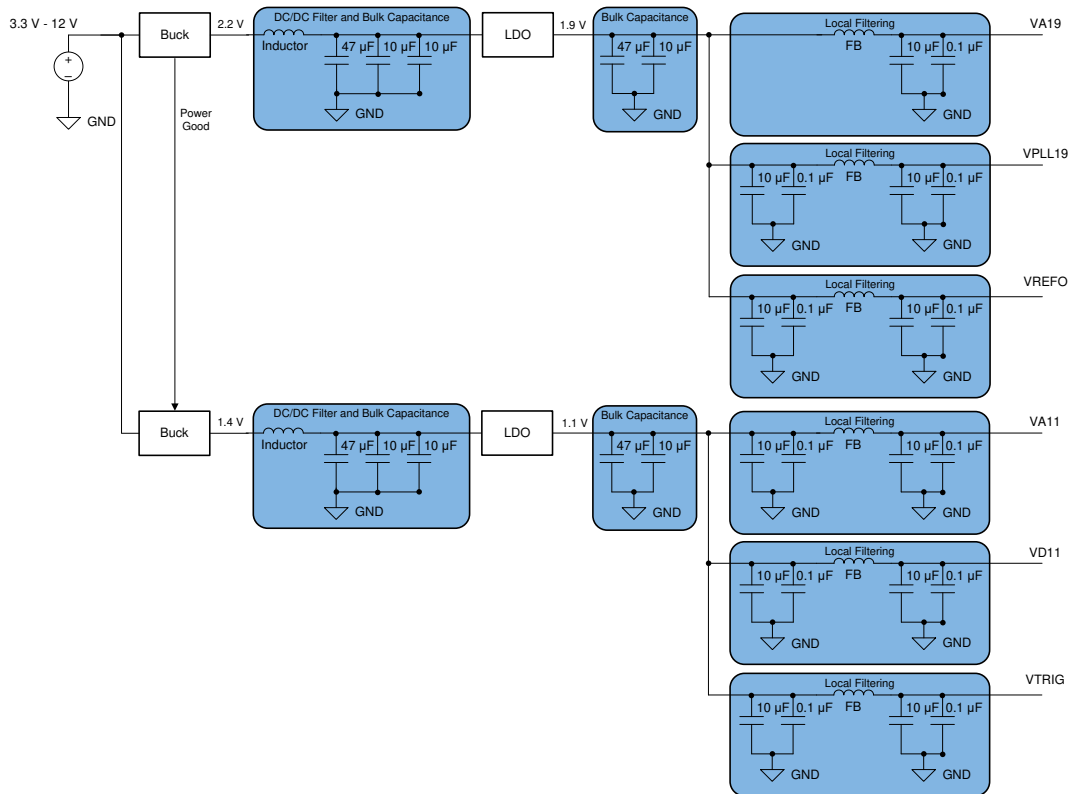 3.3 V - 12 V
+
−
GND
Buck
Power
Good
2.2 V
DC/DC Filter and Bulk Capacitance
Inductor
47 µF
10 µF
10 µF
GND
LDO
1.9 V
Bulk Capacitance
47 µF
10 µF
GND
Local Filtering
FB
10 µF
0.1 µF
GND
VA19
Local Filtering
10 µF
0.1 µF
FB
10 µF
0.1 µF
GND
GND
VPLL19
Local Filtering
10 µF
0.1 µF
FB
10 µF
0.1 µF
GND
GND
VREFO
Buck
1.4 V
DC/DC Filter and Bulk Capacitance
Inductor
47 µF
10 µF
10 µF
GND
LDO
1.1 V
Bulk Capacitance
47 µF
10 µF
GND
Local Filtering
10 µF
0.1 µF
FB
10 µF
0.1 µF
GND
GND
VA11
Local Filtering
10 µF
0.1 µF
FB
10 µF
0.1 µF
GND
GND
VD11
Local Filtering
10 µF
0.1 µF
FB
10 µF
0.1 µF
GND
GND
VTRIG